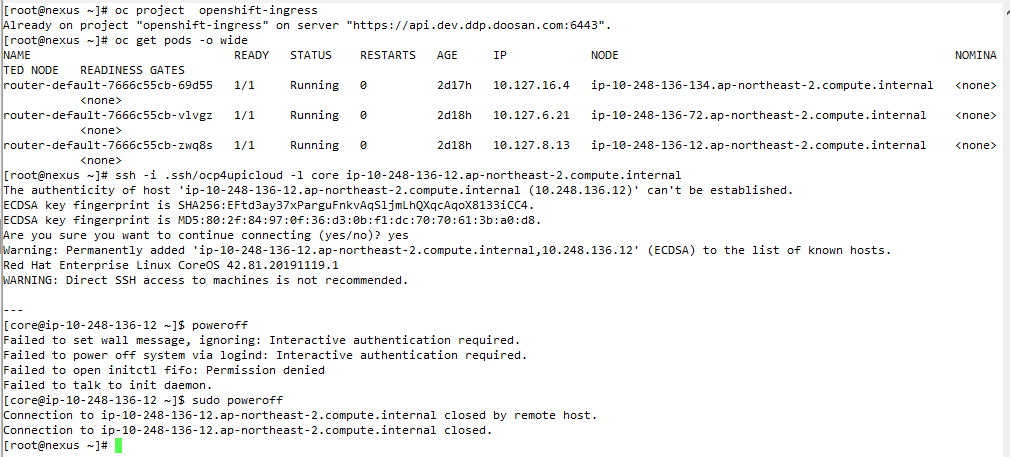 [root@nexus ~]# oc project  openshift-ingress
Already on project "openshift-ingress" on server "https://api.dev.ddp.doosan.com:6443".
[root@nexus ~]# oc get pods -o wide
NAME                              READY   STATUS    RESTARTS   AGE     IP            NODE                                                NOMINA
TED NODE   READINESS GATES
router-default-7666c55cb-69d55   1/1     Running   0          2d17h   10.127.16.4   ip-10-248-136-134.ap-northeast-2.compute.internal   <none>
           <none>
router-default-7666c55cb-vlvgz   1/1     Running   0          2d18h   10.127.6.21   ip-10-248-136-72.ap-northeast-2.compute.internal    <none>
           <none>
router-default-7666c55cb-zwq8s   1/1     Running   0          2d18h   10.127.8.13   ip-10-248-136-12.ap-northeast-2.compute.internal    <none>
           <none>
[root@nexus ~]# ssh -i .ssh/ocp4upicloud -l core ip-10-248-136-12.ap-northeast-2.compute.internal
The authenticity of host 'ip-10-248-136-12.ap-northeast-2.compute.internal (10.248.136.12)' can't be established.
ECDSA key fingerprint is SHA256:EFtd3ay37xParguFnkvAqSljmLhQXqcAqoX8133iCC4.
ECDSA key fingerprint is MD5:80:2f:84:97:0f:36:d3:0b:f1:dc:70:70:61:3b:a0:d8.
Are you sure you want to continue connecting (yes/no)? yes
Warning: Permanently added 'ip-10-248-136-12.ap-northeast-2.compute.internal,10.248.136.12' (ECDSA) to the list of known hosts.
Red Hat Enterprise Linux CoreOS 42.81.20191119.1
WARNING: Direct SSH access to machines is not recommended.
---
[core@ip-10-248-136-12 ~]$ poweroff
Failed to set wall message, ignoring: Interactive authentication required.
Failed to power off system via logind: Interactive authentication required.
Failed to open initctl fifo: Permission denied
Failed to talk to init daemon.
[core@ip-10-248-136-12 ~]$ sudo poweroff
Connection to ip-10-248-136-12.ap-northeast-2.compute.internal closed by remote host.
Connection to ip-10-248-136-12.ap-northeast-2.compute.internal closed.
[root@nexus ~]#